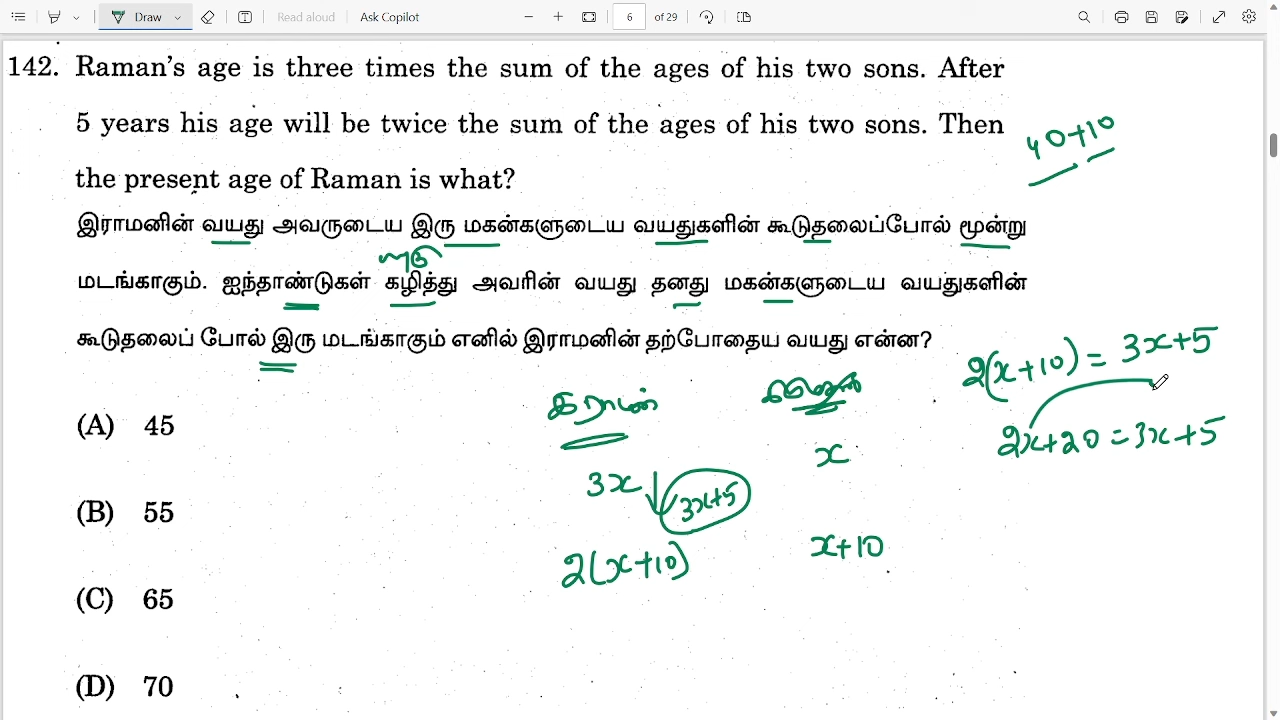 Draw
Read aloud
Ask Copilot
6 of 29
142. Raman's age is three times the sum of the ages of his two sons. After
5 years his age will be twice the sum of the ages of his two sons. Then
the present age of Raman is what?
40+10
இராமனின் வயது அவருடைய இரு மகன்களுடைய வயதுகளின் கூடுதலைப்போல் மூன்று
மடங்காகும். ஐந்தாண்டுகள் கழித்து அவரின் வயது தனது மகன்களுடைய வயதுகளின்
கூடுதலைப் போல் இரு மடங்காகும் எனில் இராமனின் தற்போதைய வயது என்ன?
2(x+10) = 3x+5
இராமன்
(A) 45
2x+20=3x+5
x
3x
3x+5
(B) 55
2(x+10)
x+10
(C) 65
(D) 70